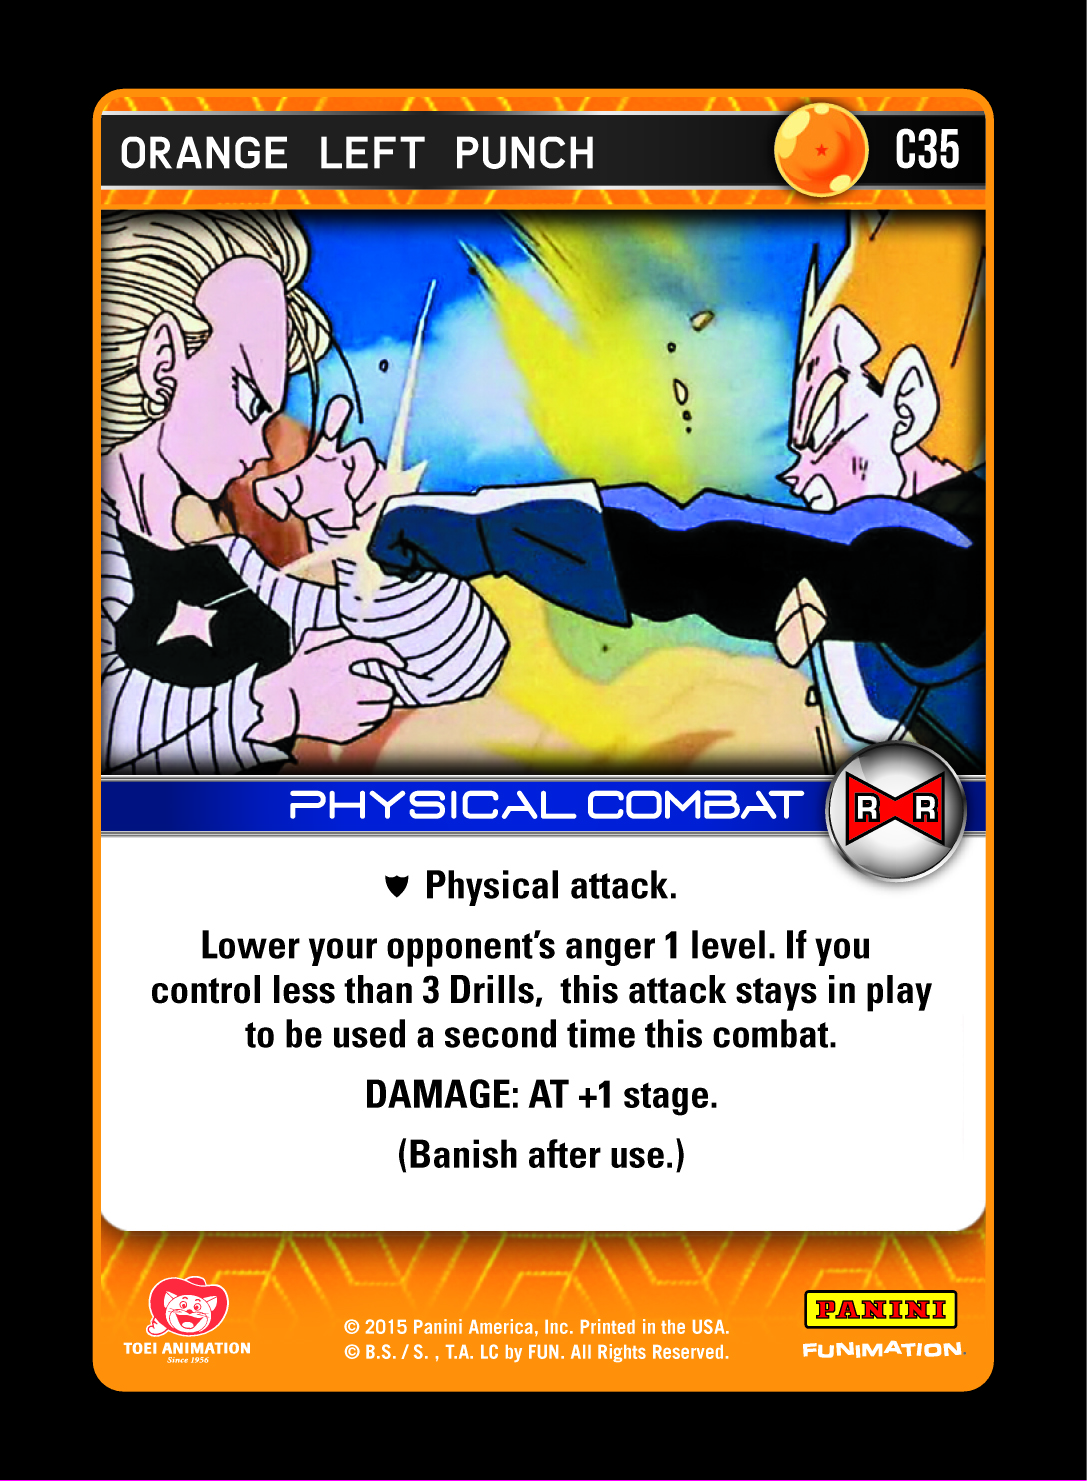 ORANGE LEFT PUNCH
C35
PHYSICAL COMBAT
R R
Physical attack.
Lower your opponent's anger 1 level. If you
control less than 3 Drills,  this attack stays in play
to be used a second time this combat.
DAMAGE: AT +1 stage.
(Banish after use.)
TOEI ANIMATION
Since 1956
© 2015 Panini America, Inc. Printed in the USA.
© B.S. / S. , T.A. LC by FUN. All Rights Reserved.
PANINI
FUNIMATION.